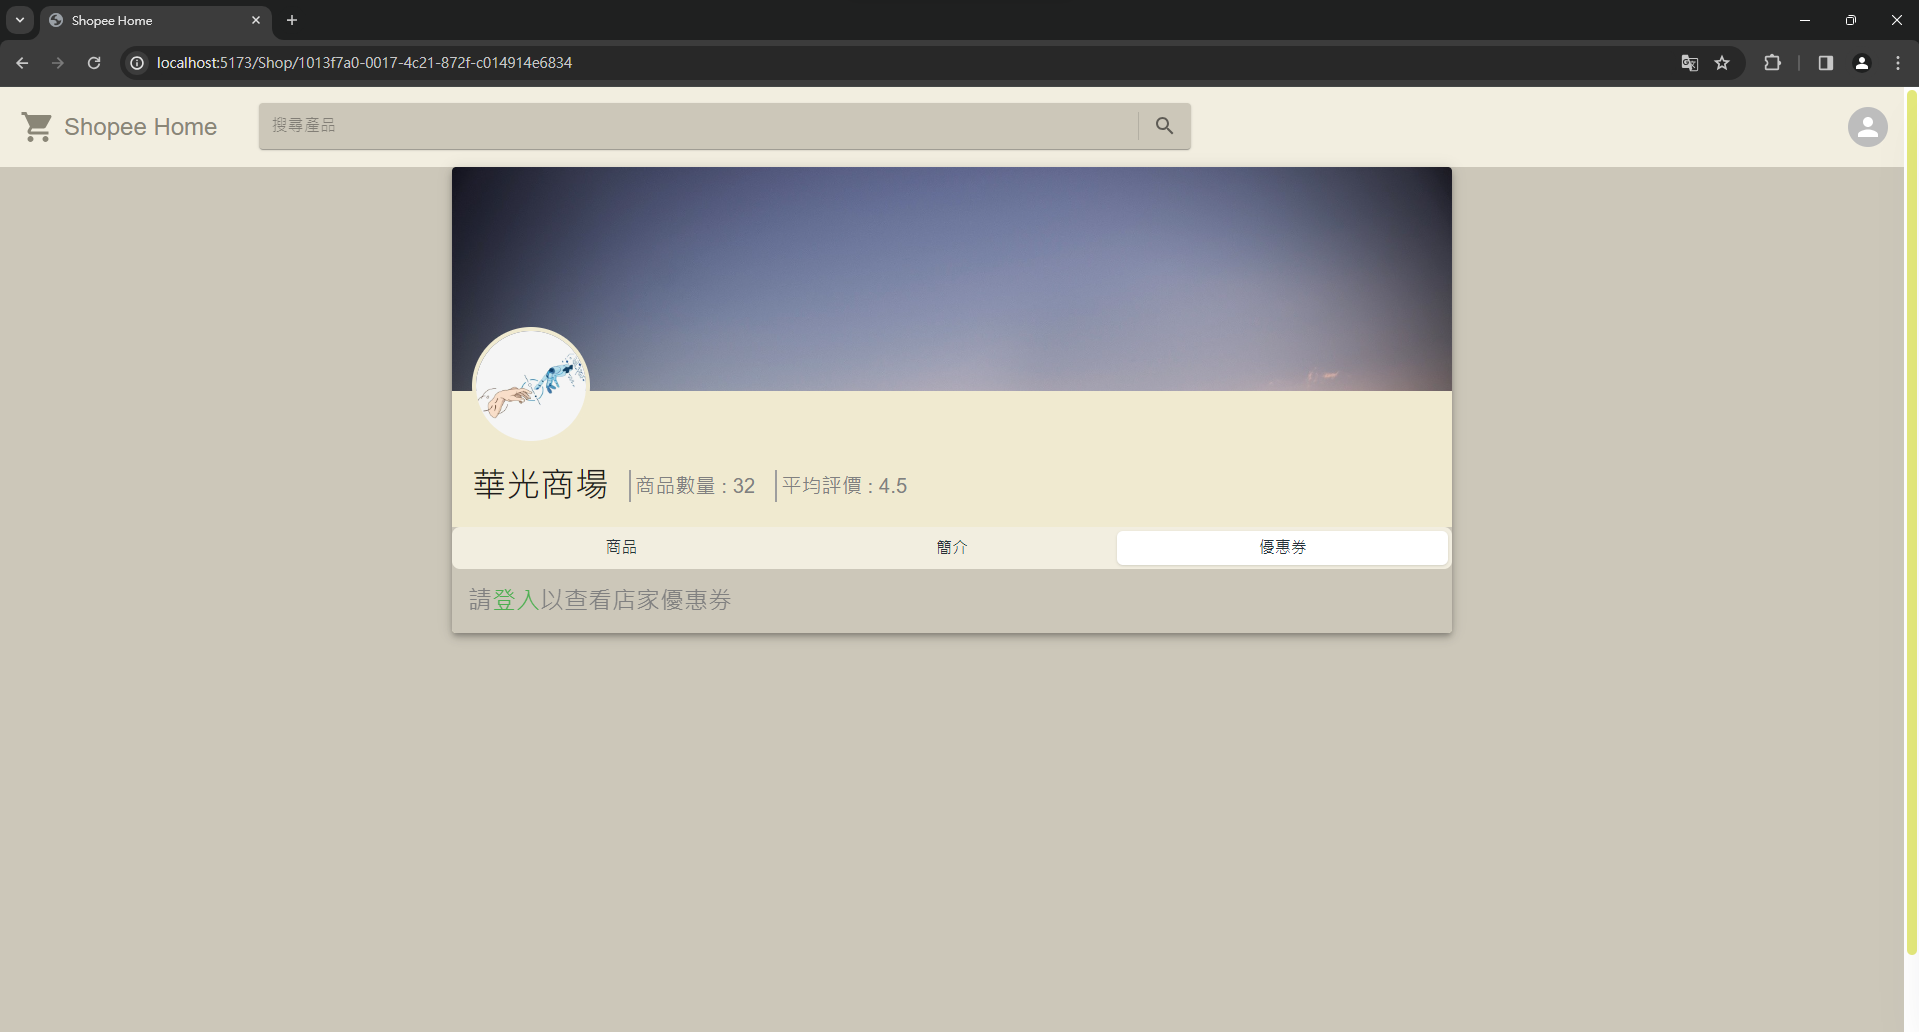 Shopee Home
localhost:5173/Shop/1013f7a0-0017-4c21-872f-c014914e6834
Shopee Home
搜尋產品
華光商場
商品數量 : 32
平均評價 : 4.5
商品
簡介
優惠券
請登入以查看店家優惠券